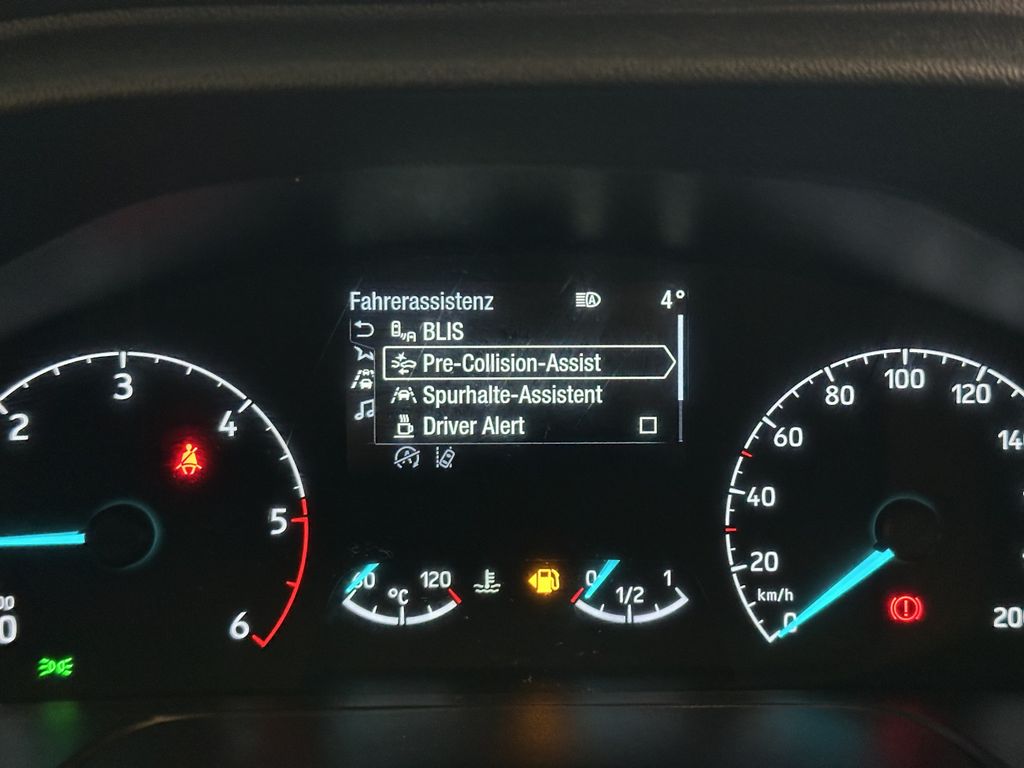 Fahrerassistenz A 4°
BLIS
Pre-Collision-Assist
Spurhalte-Assistent
Driver Alert
2 3 4 5 6
60 °C 120
0 1/2 1
0 20 40 60 80 100 120
km/h